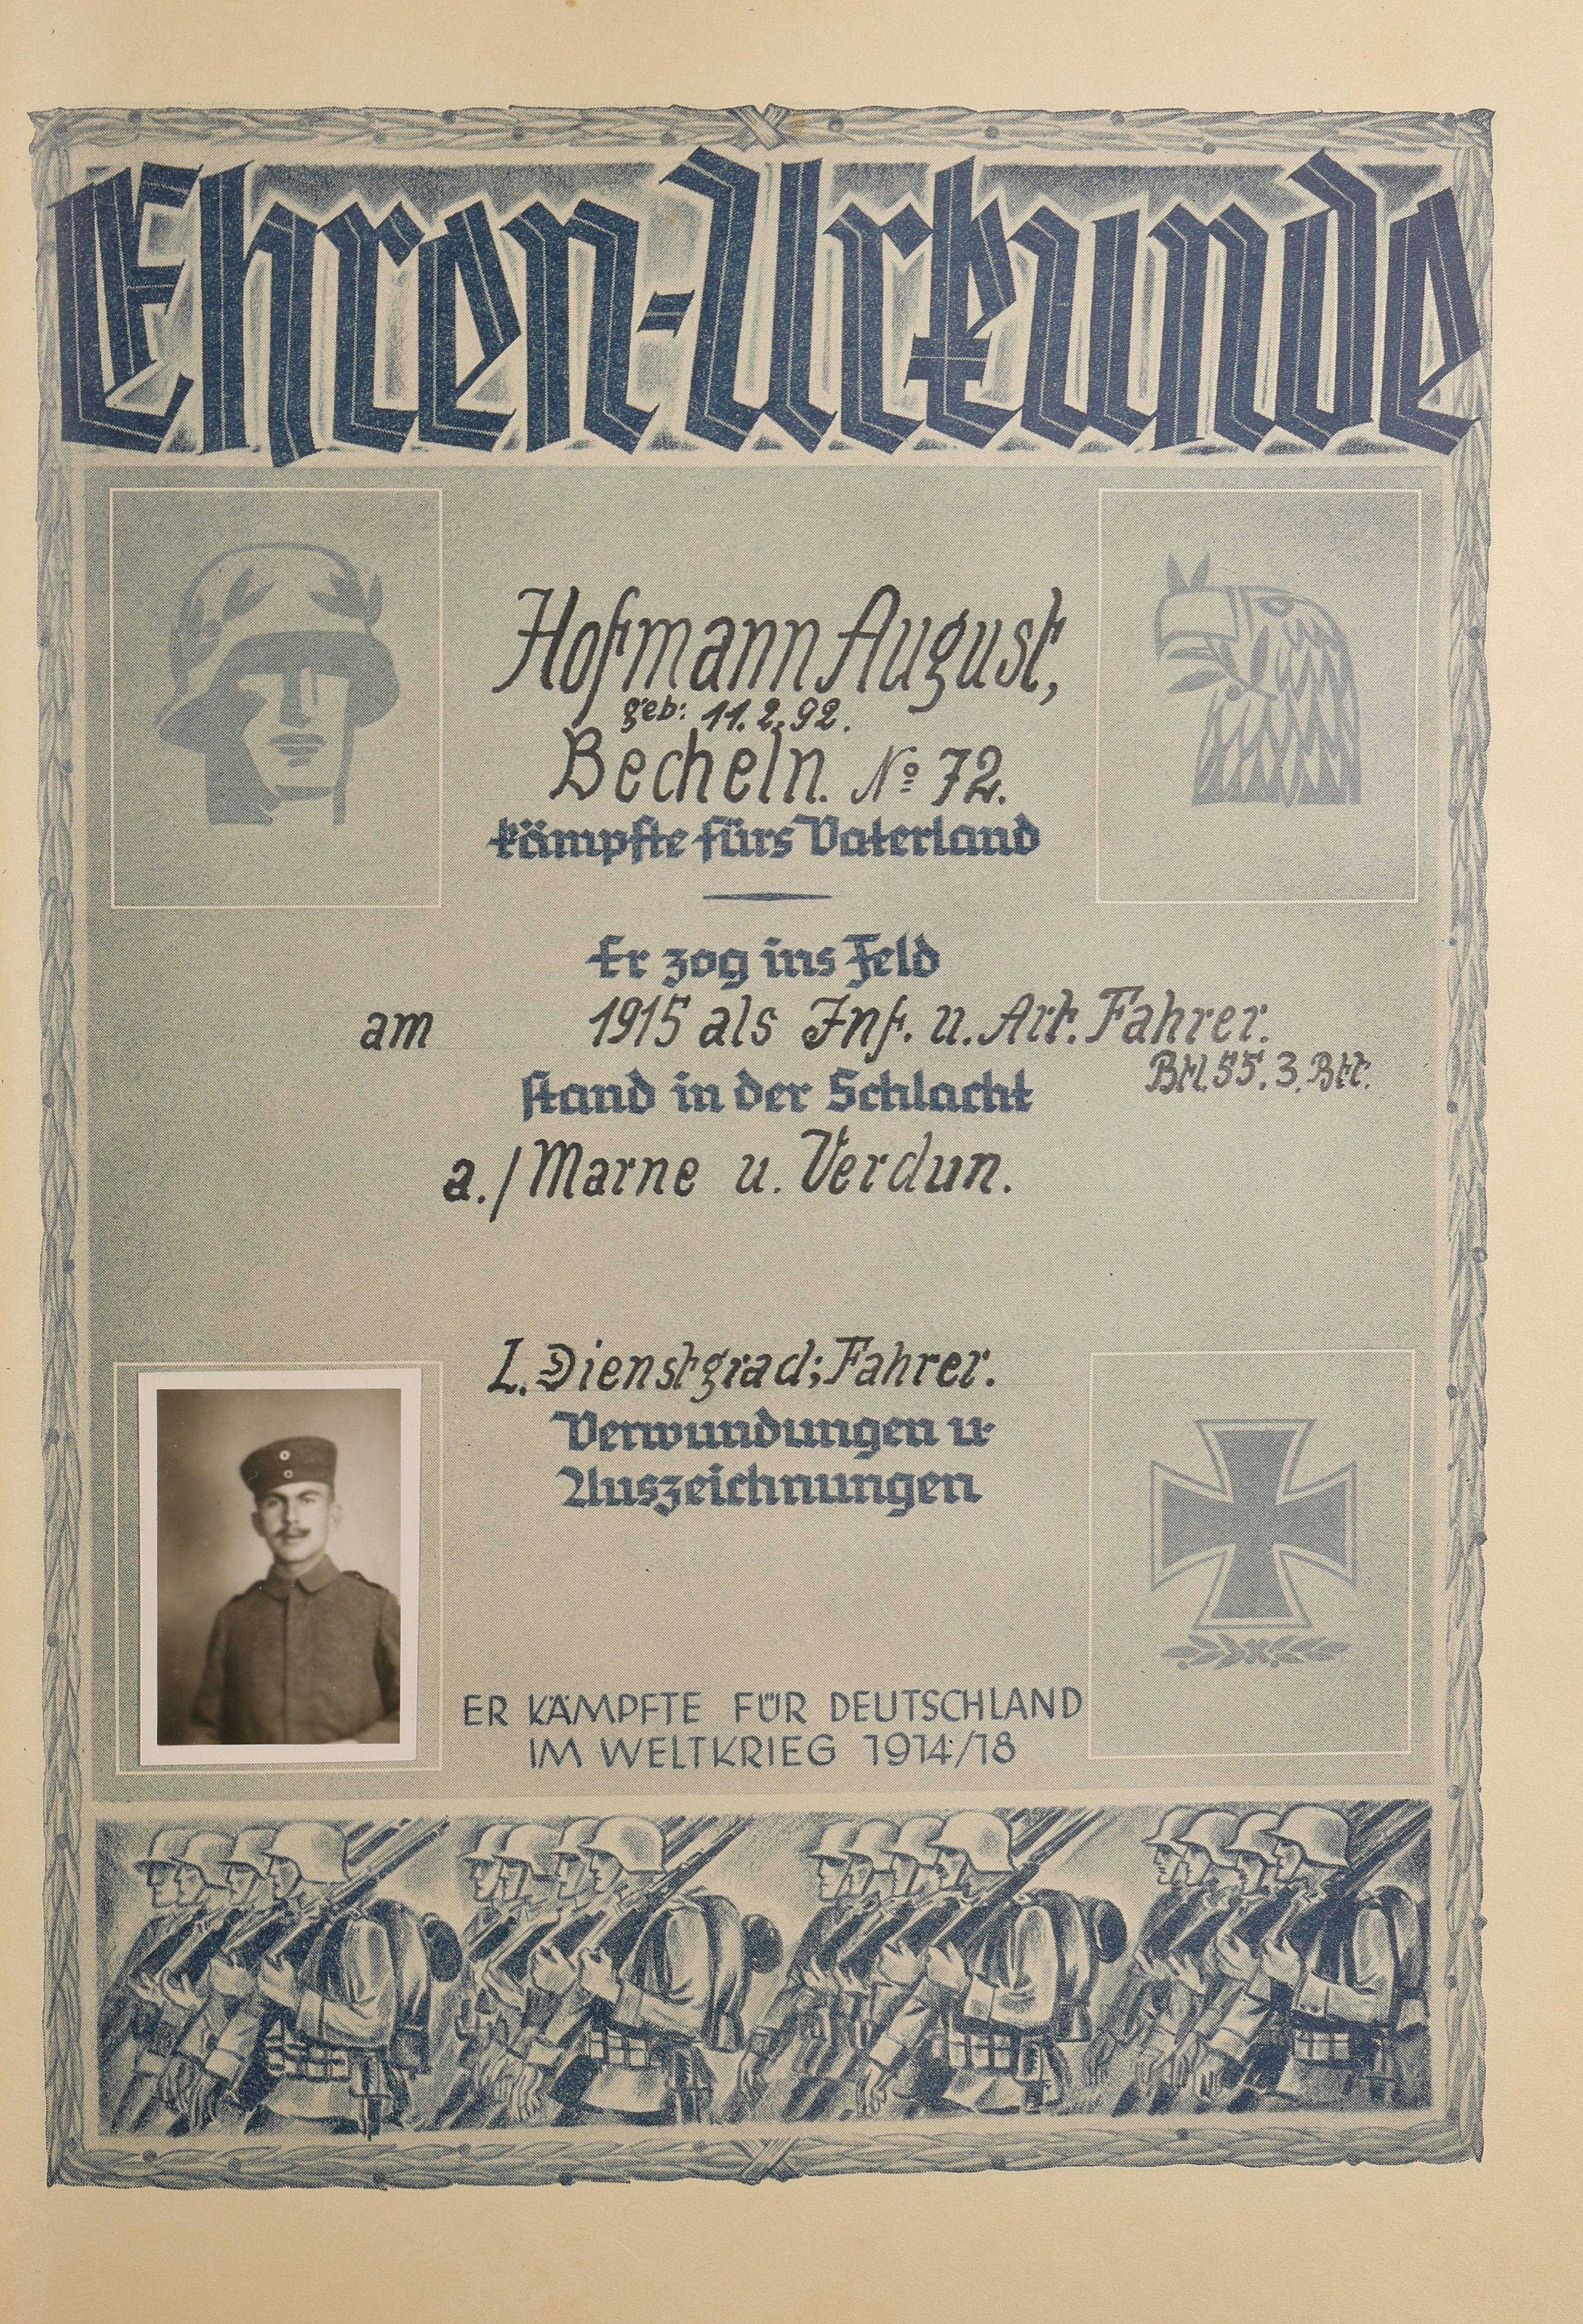 Ehren-Urkunde
Hofmann August,
geb: 11.2.92.
Becheln. No 72.
kämpfte fürs Vaterland
Er zog ins Feld
am 1915 als Inf. u. Art. Fahrer.
Btl. 55. 3. Btt.
stand in der Schlacht
a./Marne u. Verdun.
L. Dienstgrad; Fahrer.
Verwundungen u
Auszeichnungen
ER KÄMPFTE FÜR DEUTSCHLAND
IM WELTKRIEG 1914/18